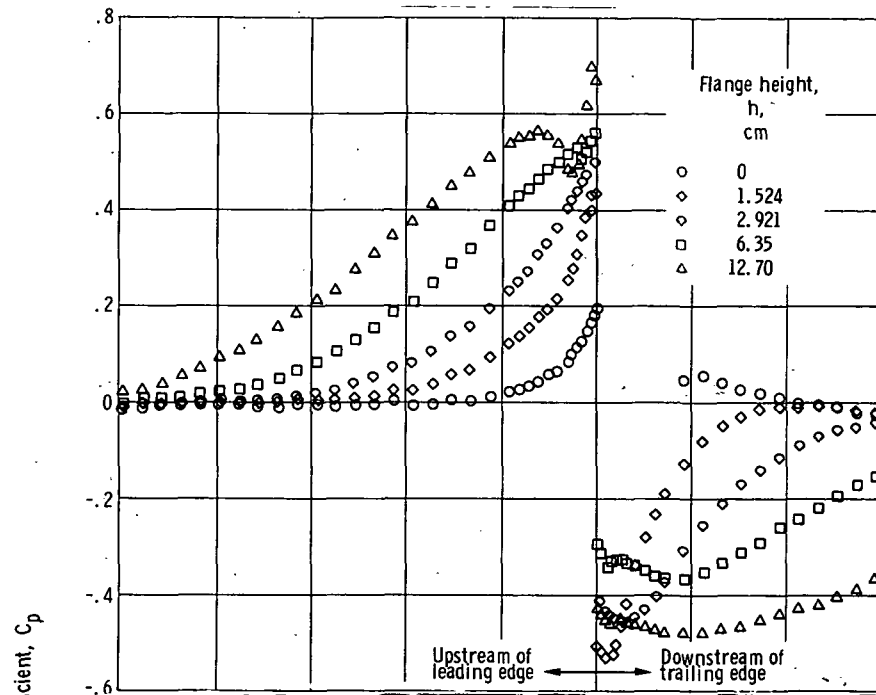 .8
.6
.4
.2
0
-.2
-.4
-.6
cient, Cp
Flange height,
h,
cm
0
1.524
2.921
6.35
12.70
Upstream of
leading edge
Downstream of
trailing edge